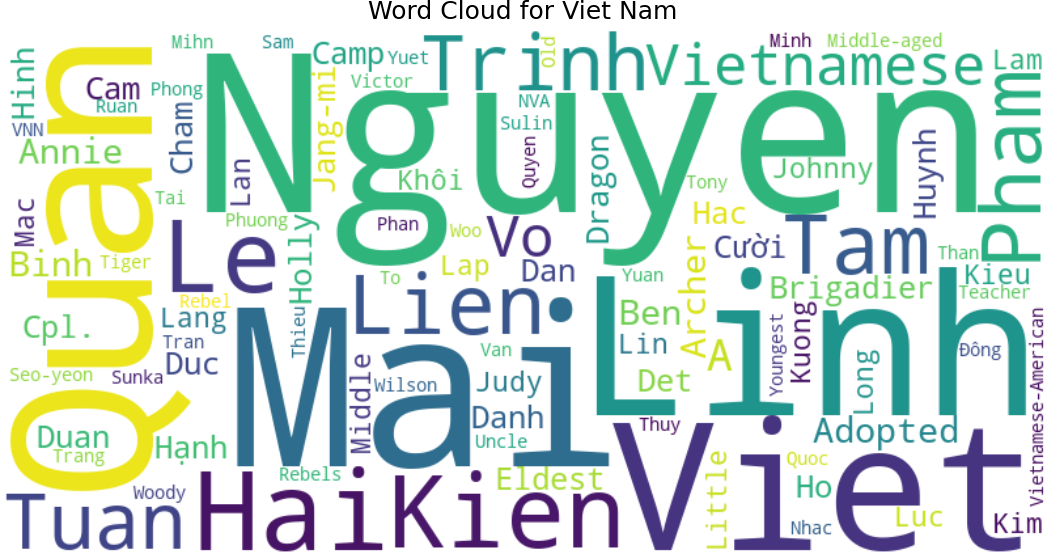 Word Cloud for Viet Nam
Mihn
Sam
Camp
Yuet
Trinh
Old
Vietnamese
Minh
Middle-aged
Lam
Hinh
Cam
Ruan
Phong
Victor
VNN
Quan
Nguyen
Jang-mi
NVA
Sulin
Quyen
Dragon
Johnny
Huynh
Pham
Annie
Cham
Lan
Khôi
Tony
Tai
Mac
Phuong
Holly
Phan
Woo
Vo
Hac
Cười
Tam
Than
Binh
Tiger
Le
To
Lap
Dan
Yuan
Archer
Brigadier
Kieu
Teacher
Rebel
Lang
Thieu
Lien
Ben
Cpl.
Tran
Duc
Mai
Van
Lin
A
Linh
Youngest
Kuong
Long
Đông
Vietnamese-American
Seo-yeon
Sunka
Middle
Wilson
Judy
Det
Danh
Uncle
Thuy
Adopted
Duan
Trang
Hạnh
Rebels
Eldest
Little
Quoc
Viet
Ho
Luc
Nhac
Kim
Tuan
Woody
Hai
Kien